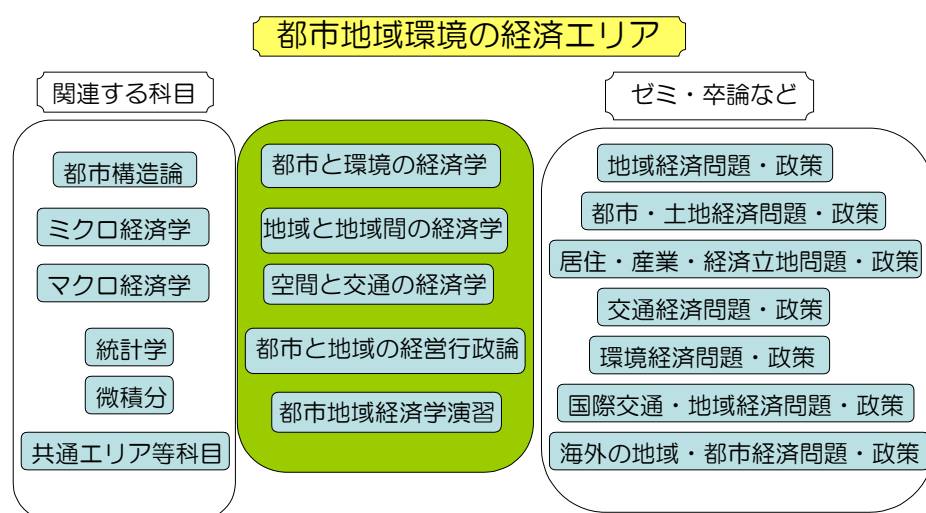 都市地域環境の経済エリア
関連する科目
都市構造論
ミクロ経済学
マクロ経済学
統計学
微積分
共通エリア等科目
都市と環境の経済学
地域と地域間の経済学
空間と交通の経済学
都市と地域の経営行政論
都市地域経済学演習
ゼミ・卒論など
地域経済問題・政策
都市・土地経済問題・政策
居住・産業・経済立地問題・政策
交通経済問題・政策
環境経済問題・政策
国際交通・地域経済問題・政策
海外の地域・都市経済問題・政策